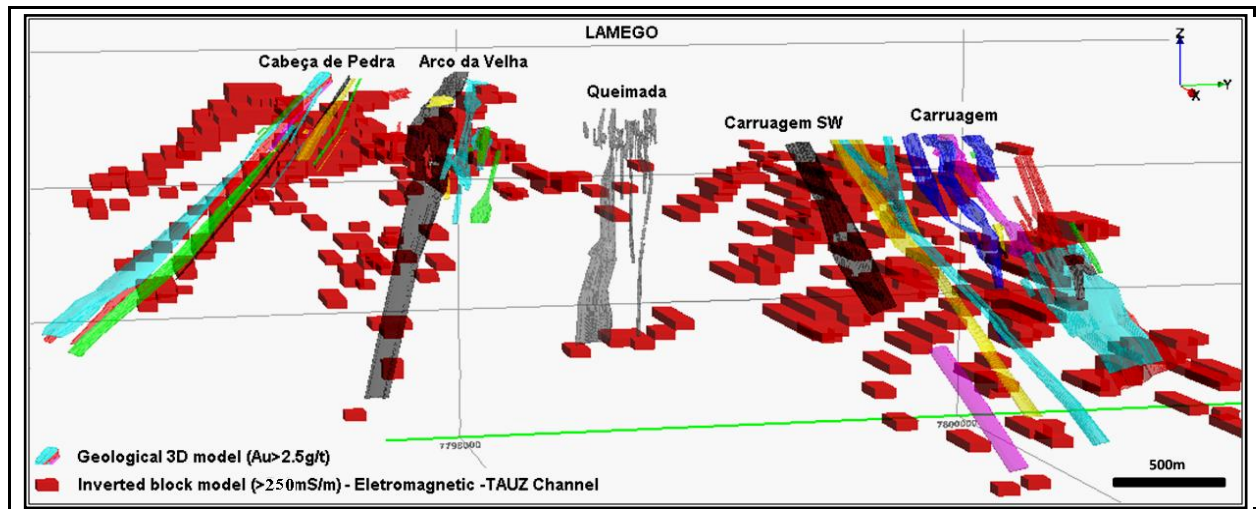 LAMEGO
Cabeça de Pedra
Arco da Velha
Queimada
Carruagem SW
Carruagem
Z
Y
X
7798000
7800000
Geological 3D model (Au>2.5g/t)
Inverted block model (>250mS/m) - Eletromagnetic -TAUZ Channel
500m